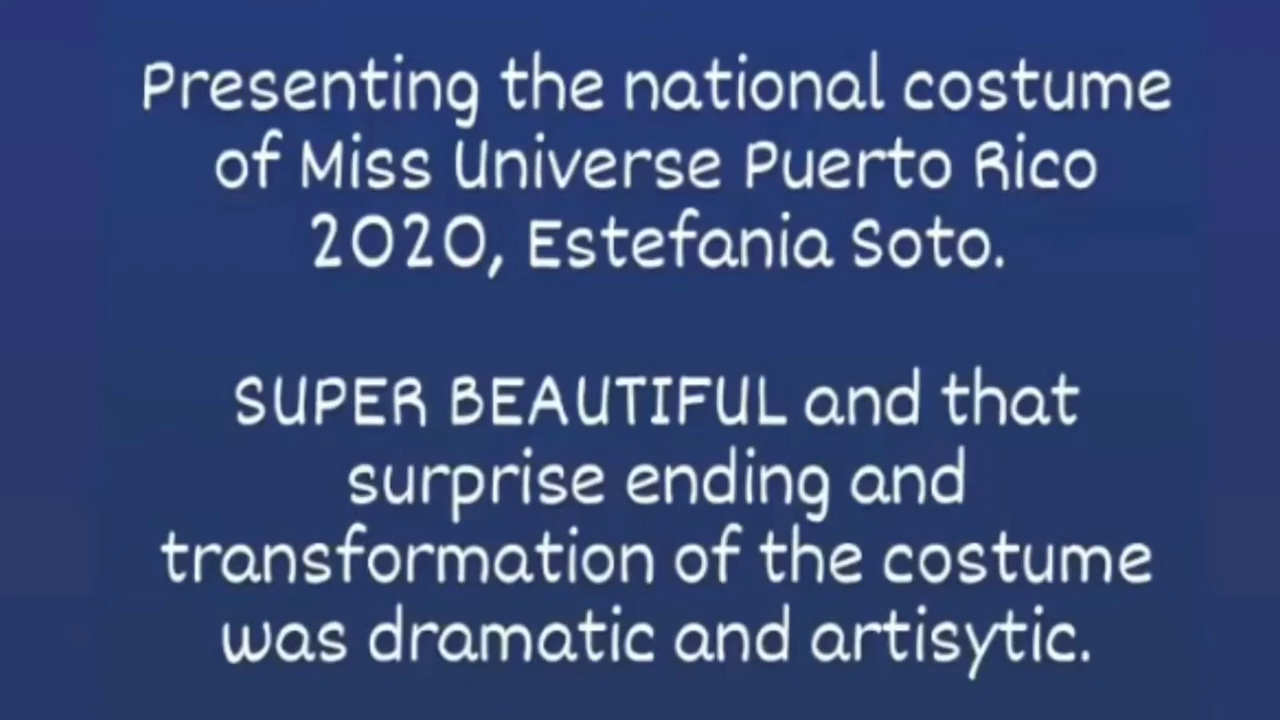 Presenting the national costume
of Miss Universe Puerto Rico
2020, Estefania Soto.
SUPER BEAUTIFUL and that
surprise ending and
transformation of the costume
was dramatic and artisytic.